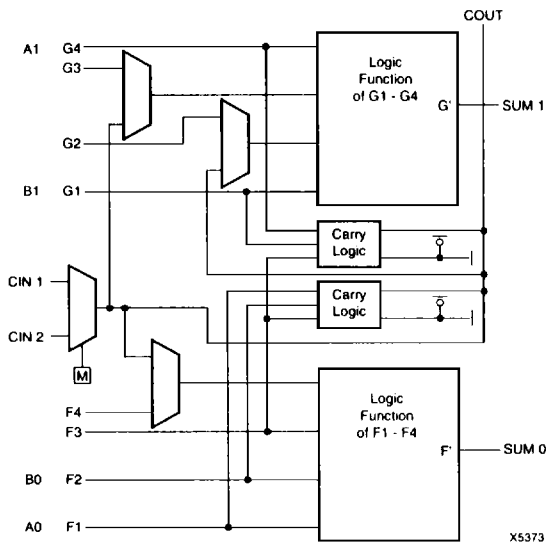 COUT
A1 G4
G3
Logic
Function
of G1 - G4
G' SUM 1
G2
B1 G1
Carry
Logic
CIN 1
Carry
Logic
CIN 2
M
F4
F3
Logic
Function
of F1 - F4
F' SUM 0
B0 F2
A0 F1
X5373